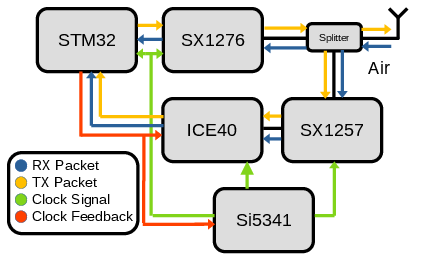 STM32
SX1276
Splitter
Air
ICE40
SX1257
RX Packet
TX Packet
Clock Signal
Clock Feedback
Si5341